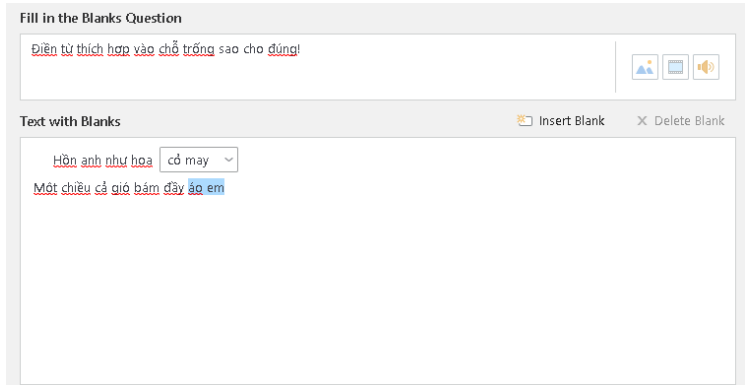 Fill in the Blanks Question
Điền từ thích hợp vào chỗ trống sao cho đúng!
Text with Blanks
Insert Blank
Delete Blank
Hồn anh như hoa cỏ may
Một chiều cả gió bám đầy áo em